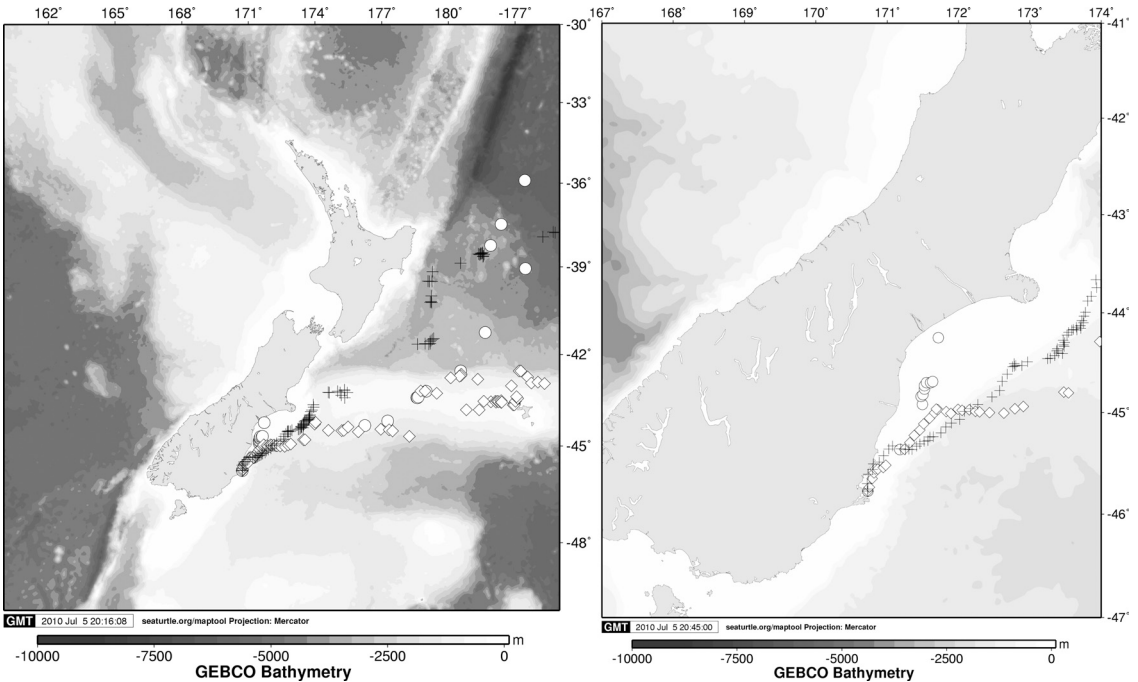 162˚ 165˚ 168˚ 171˚ 174˚ 177˚ 180 -177˚
-30˚
-33˚
-36˚
-39˚
-42˚
-45˚
-48˚
GMT 2010 Jul 5 20:16:08 seaturtle.org/maptool Projection: Mercator
m
-10000 -7500 -5000 -2500 0
GEBCO Bathymetry
167˚ 168˚ 169˚ 170˚ 171˚ 172˚ 173˚ 174˚
-41˚
-42˚
-43˚
-44˚
-45˚
-46˚
-47˚
GMT 2010 Jul 5 20:45:00 seaturtle.org/maptool Projection: Mercator
m
-10000 -7500 -5000 -2500 0
GEBCO Bathymetry